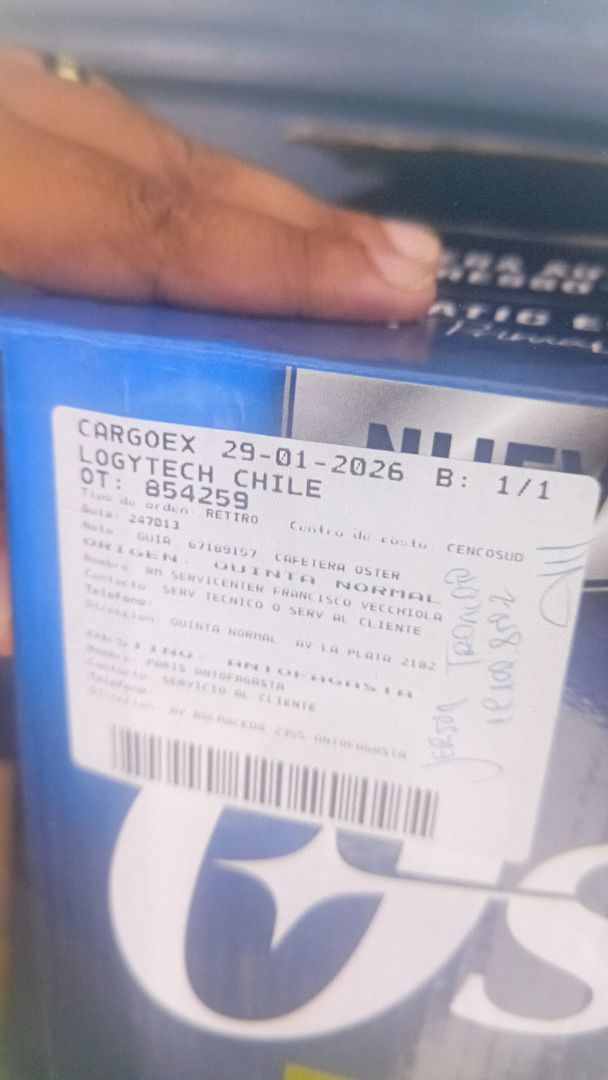 CARGOEX 29-01-2026 B: 1/1
LOGYTECH CHILE
OT: 854259
Tipo de orden: RETIRO Centro de costo: CENCOSUD
Guia: 247013
Nota: GUIA 67189157 CAFETERA OSTER
ORIGEN: QUINTA NORMAL
Nombre: RM SERVICENTER FRANCISCO VECCHIOLA
Contacto: SERV TECNICO O SERV AL CLIENTE
Telefono:
Direccion: QUINTA NORMAL AV LA PLATA 2182
DESTINO: ANTOFAGASTA
Nombre: PARIS ANTOFAGASTA
Contacto: SERVICIO AL CLIENTE
Telefono:
Direccion: AV BALMACEDA 2355 ANTOFAGASTA